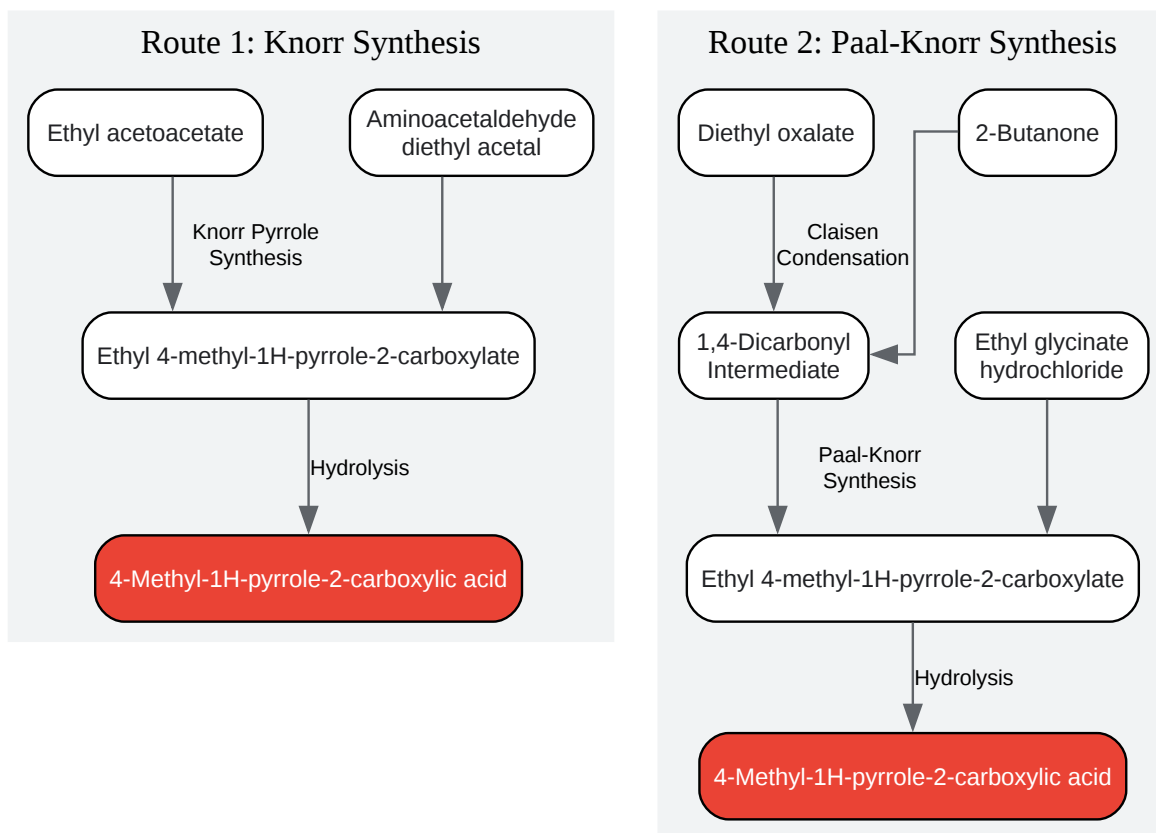 Route 1: Knorr Synthesis
Ethyl acetoacetate
Aminoacetaldehyde
diethyl acetal
Knorr Pyrrole
Synthesis
Ethyl 4-methyl-1H-pyrrole-2-carboxylate
Hydrolysis
4-Methyl-1H-pyrrole-2-carboxylic acid
Route 2: Paal-Knorr Synthesis
Diethyl oxalate
2-Butanone
Claisen
Condensation
1,4-Dicarbonyl
Intermediate
Ethyl glycinate
hydrochloride
Paal-Knorr
Synthesis
Ethyl 4-methyl-1H-pyrrole-2-carboxylate
Hydrolysis
4-Methyl-1H-pyrrole-2-carboxylic acid